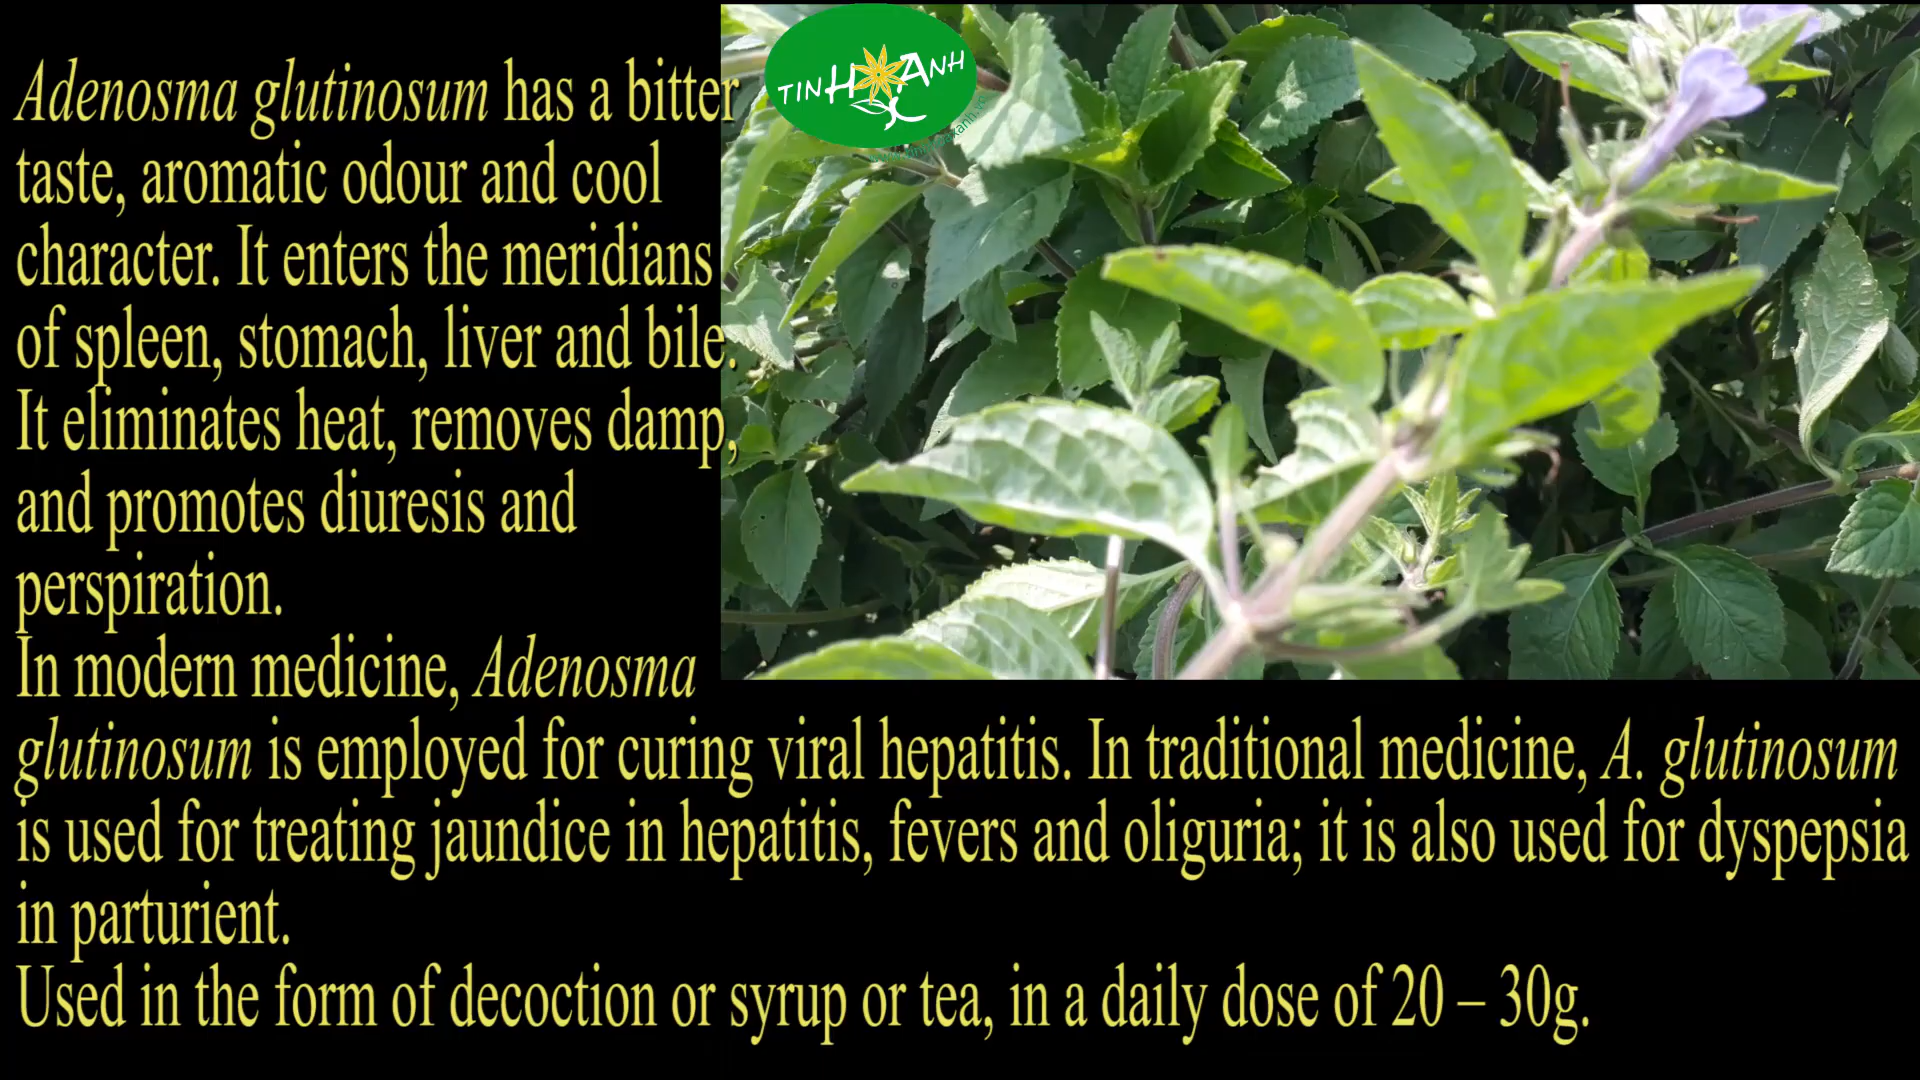 TINHOAXANH
Adenosma glutinosum has a bitter
taste, aromatic odour and cool
character. It enters the meridians
of spleen, stomach, liver and bile.
It eliminates heat, removes damp,
and promotes diuresis and
perspiration.
In modern medicine, Adenosma
glutinosum is employed for curing viral hepatitis. In traditional medicine, A. glutinosum
is used for treating jaundice in hepatitis, fevers and oliguria; it is also used for dyspepsia
in parturient.
Used in the form of decoction or syrup or tea, in a daily dose of 20 – 30g.